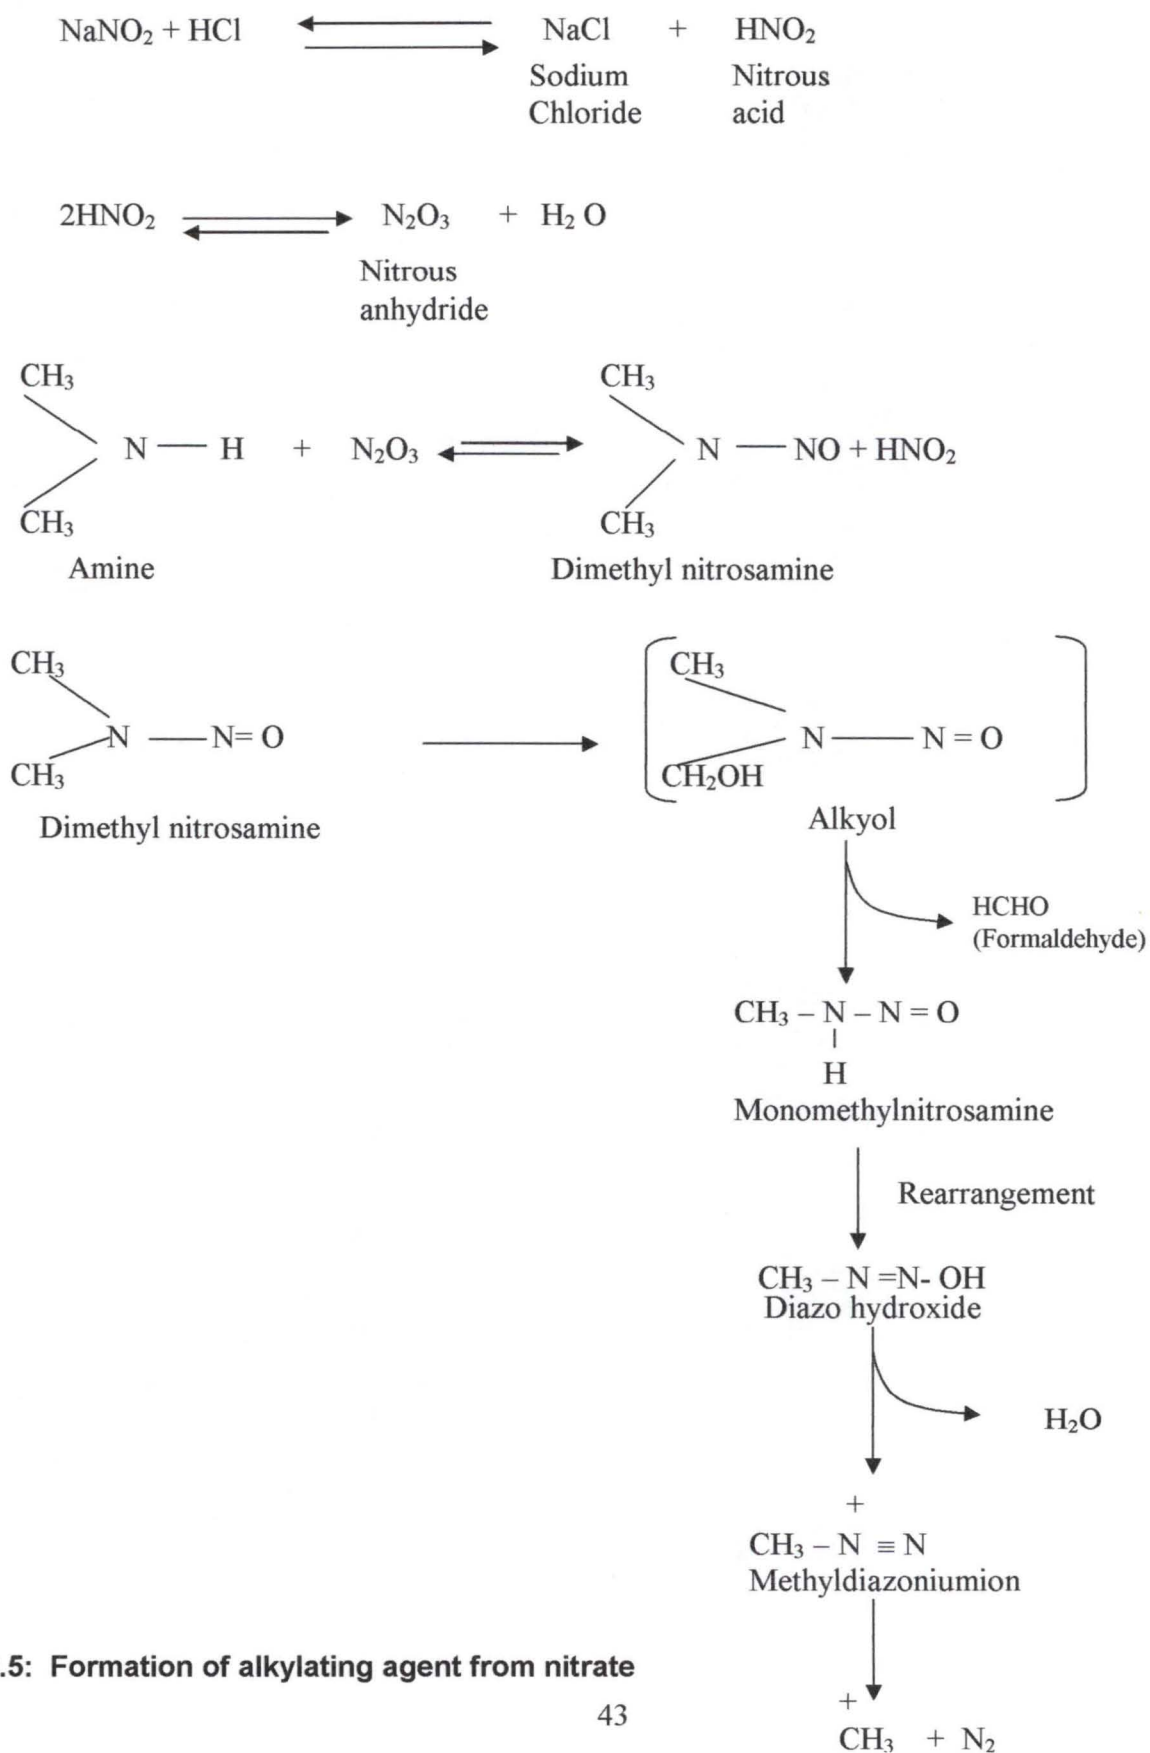 NaNO₂ + HCl NaCl + HNO₂
Sodium Nitrous
Chloride acid
2HNO₂ N₂O₃ + H₂ O
Nitrous
anhydride
CH₃ CH₃
N — H + N₂O₃ N — NO + HNO₂
CH₃ CH₃
Amine Dimethyl nitrosamine
CH₃ CH₃
N — N= O N — N = O
CH₃ CH₂OH
Dimethyl nitrosamine Alkyol
HCHO
(Formaldehyde)
CH₃ – N – N = O
H
Monomethylnitrosamine
Rearrangement
CH₃ – N =N- OH
Diazo hydroxide
H₂O
+
CH₃ – N ≡ N
Methyldiazoniumion
.5: Formation of alkylating agent from nitrate
+
43
CH₃ + N₂